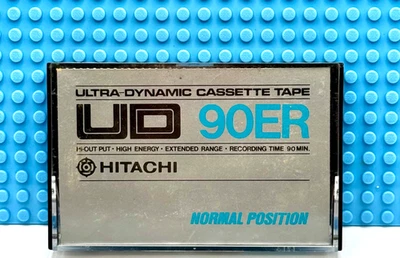 ULTRA-DYNAMIC CASSETTE TAPE
UD 90ER
HI-OUT PUT · HIGH ENERGY · EXTENDED RANGE · RECORDING TIME 90 MIN.
HITACHI
NORMAL POSITION